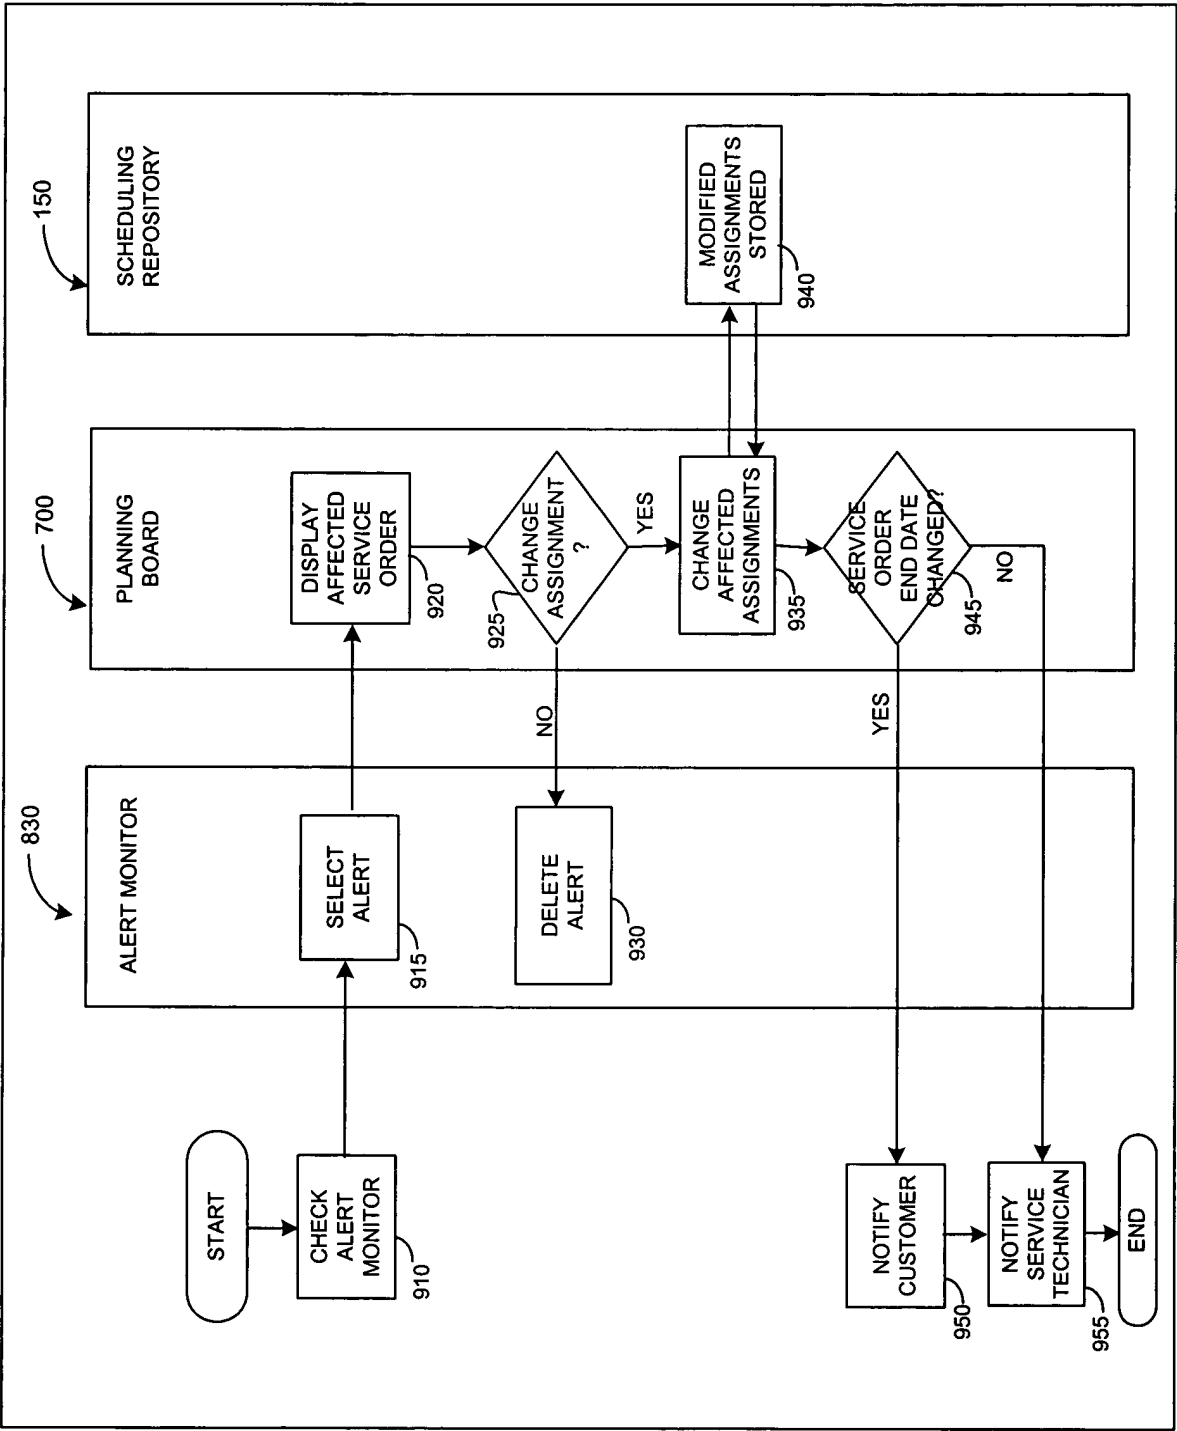 START
CHECK
ALERT
MONITOR
910
830
ALERT MONITOR
SELECT
ALERT
915
DELETE
ALERT
930
700
PLANNING
BOARD
DISPLAY
AFFECTED
SERVICE
ORDER
920
CHANGE
ASSIGNMENT
?
925
NO
YES
CHANGE
AFFECTED
ASSIGNMENTS
935
150
SCHEDULING
REPOSITORY
MODIFIED
ASSIGNMENTS
STORED
940
SERVICE
ORDER
END DATE
CHANGED?
945
YES
NO
NOTIFY
CUSTOMER
950
NOTIFY
SERVICE
TECHNICIAN
955
END